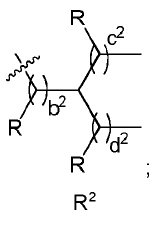 R
c²
R
b²
d²
R
;
R²